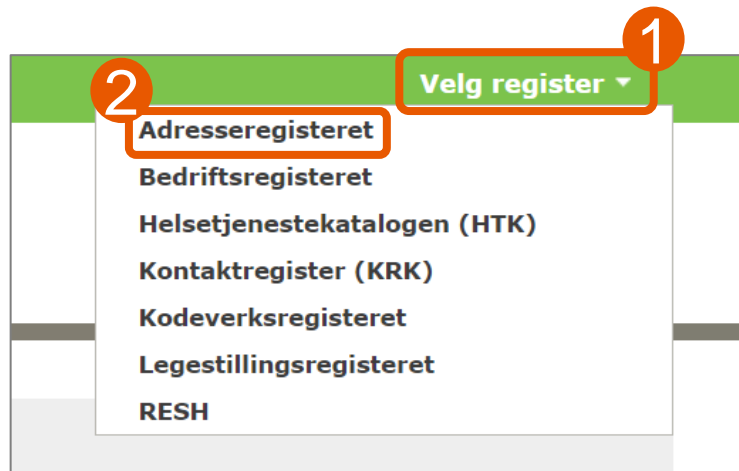 1
Velg register
2
Adresseregisteret
Bedriftsregisteret
Helsetjenestekatalogen (HTK)
Kontaktregister (KRK)
Kodeverksregisteret
Legestillingsregisteret
RESH